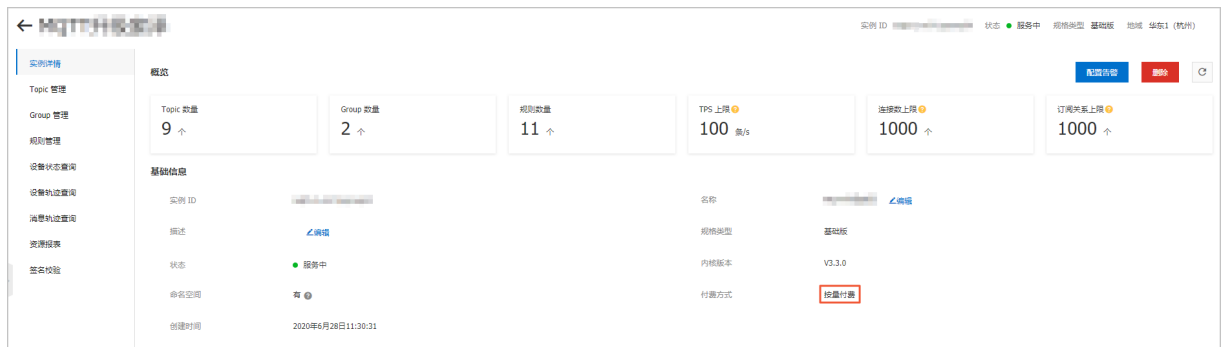 实例 ID 状态 服务中 规格类型 基础版 地域 华东1 (杭州)
实例详情
Topic 管理
Group 管理
规则管理
设备状态查询
设备轨迹查询
消息轨迹查询
资源报表
签名校验
概览
配置告警 删除
Topic 数量
9 个
Group 数量
2 个
规则数量
11 个
TPS 上限
100 条/s
连接数上限
1000 个
订阅关系上限
1000 个
基础信息
实例 ID
名称 编辑
描述 编辑
规格类型 基础版
状态 服务中
内核版本 V3.3.0
命名空间 有
付费方式 按量付费
创建时间 2020年6月28日11:30:31